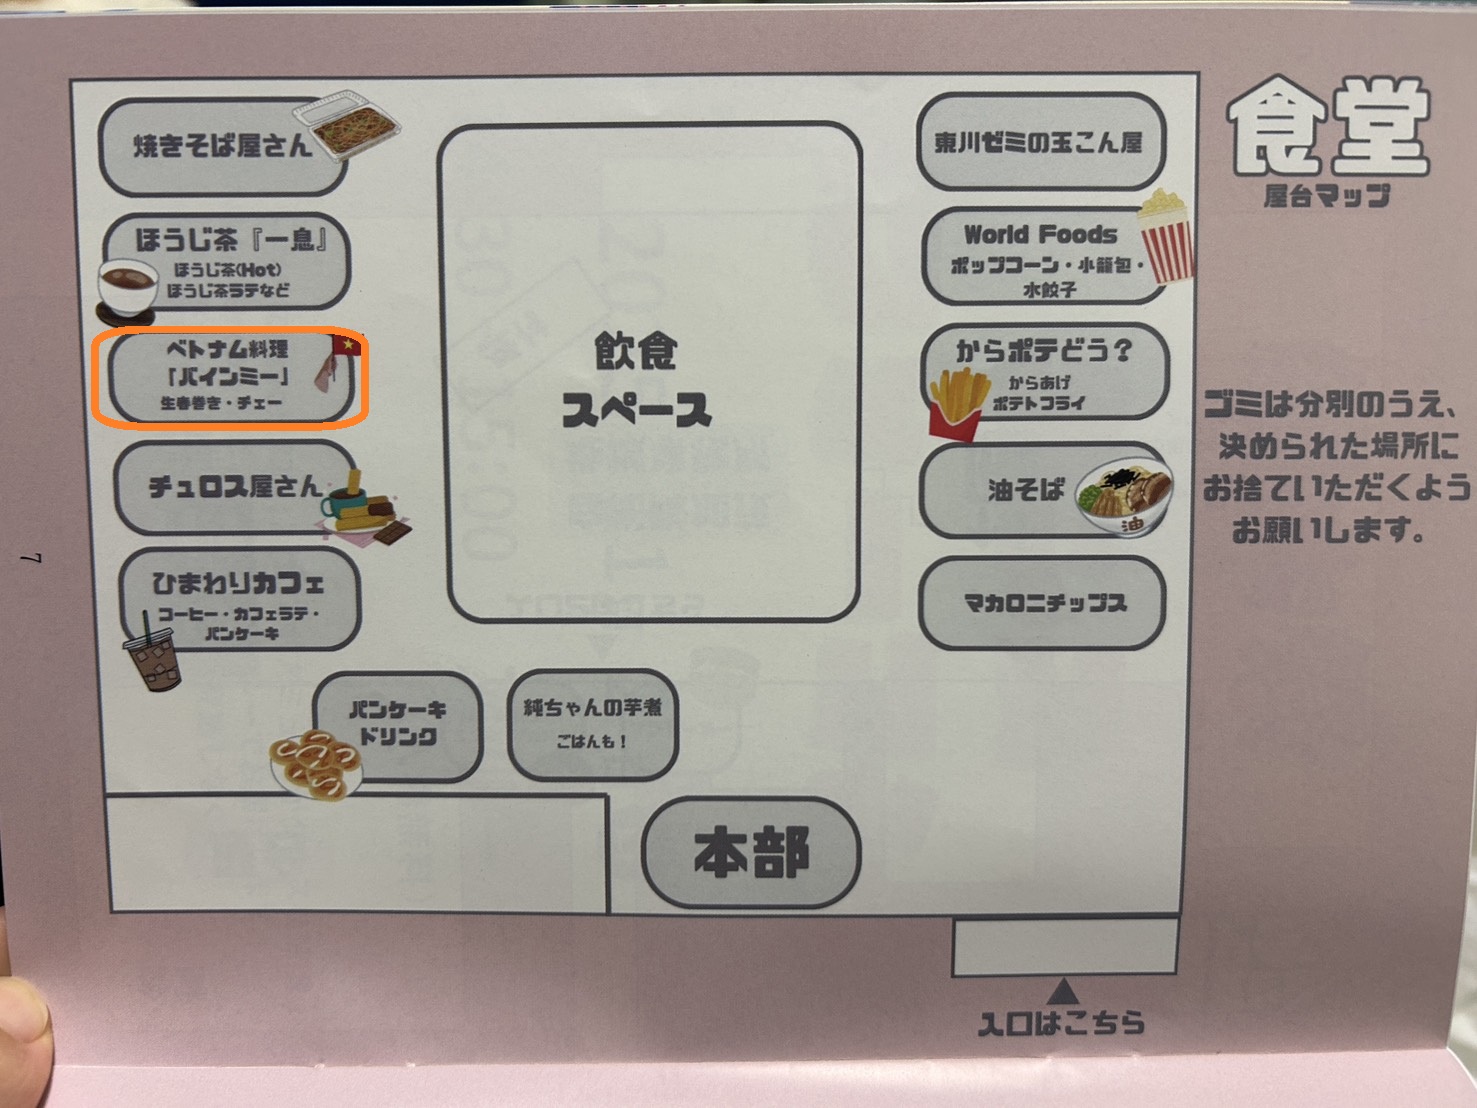 食堂
屋台マップ
焼きそば屋さん
ほうじ茶『一息』
ほうじ茶(Hot)
ほうじ茶ラテなど
ベトナム料理
「バインミー」
生春巻き・チェー
チュロス屋さん
ひまわりカフェ
コーヒー・カフェラテ・
パンケーキ
パンケーキ
ドリンク
純ちゃんの芋煮
ごはんも！
飲食
スペース
本部
東川ゼミの玉こん屋
World Foods
ポップコーン・小籠包・
水餃子
からポテどう？
からあげ
ポテトフライ
油そば
油
マカロニチップス
ゴミは分別のうえ、
決められた場所に
お捨ていただくよう
お願いします。
入口はこちら
7